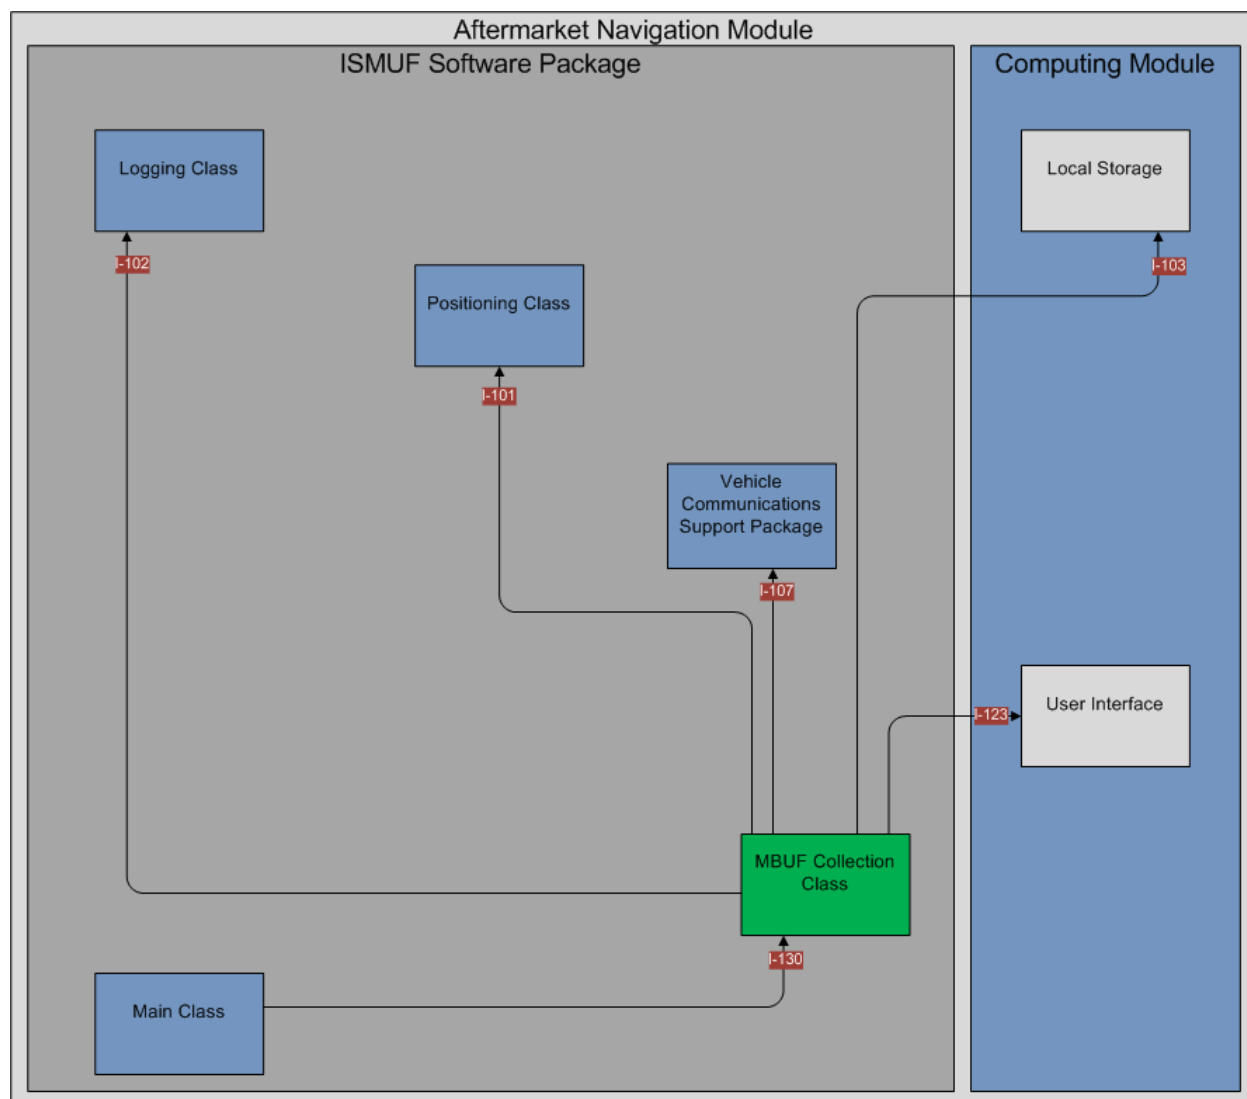 Aftermarket Navigation Module
ISMUF Software Package
Computing Module
Logging Class
Local Storage
I-102
I-103
Positioning Class
I-101
Vehicle
Communications
Support Package
I-107
User Interface
I-123
MBUF Collection
Class
I-130
Main Class